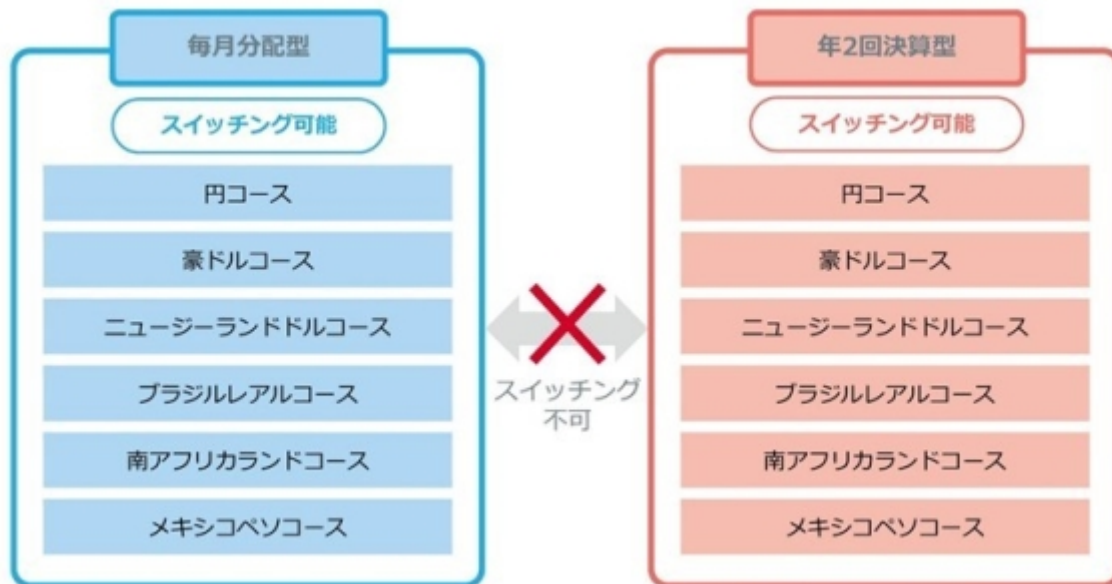 毎月分配型
スイッチング可能
円コース
豪ドルコース
ニュージーランドドルコース
ブラジルレアルコース
南アフリカランドコース
メキシコペソコース
スイッチング
不可
年2回決算型
スイッチング可能
円コース
豪ドルコース
ニュージーランドドルコース
ブラジルレアルコース
南アフリカランドコース
メキシコペソコース